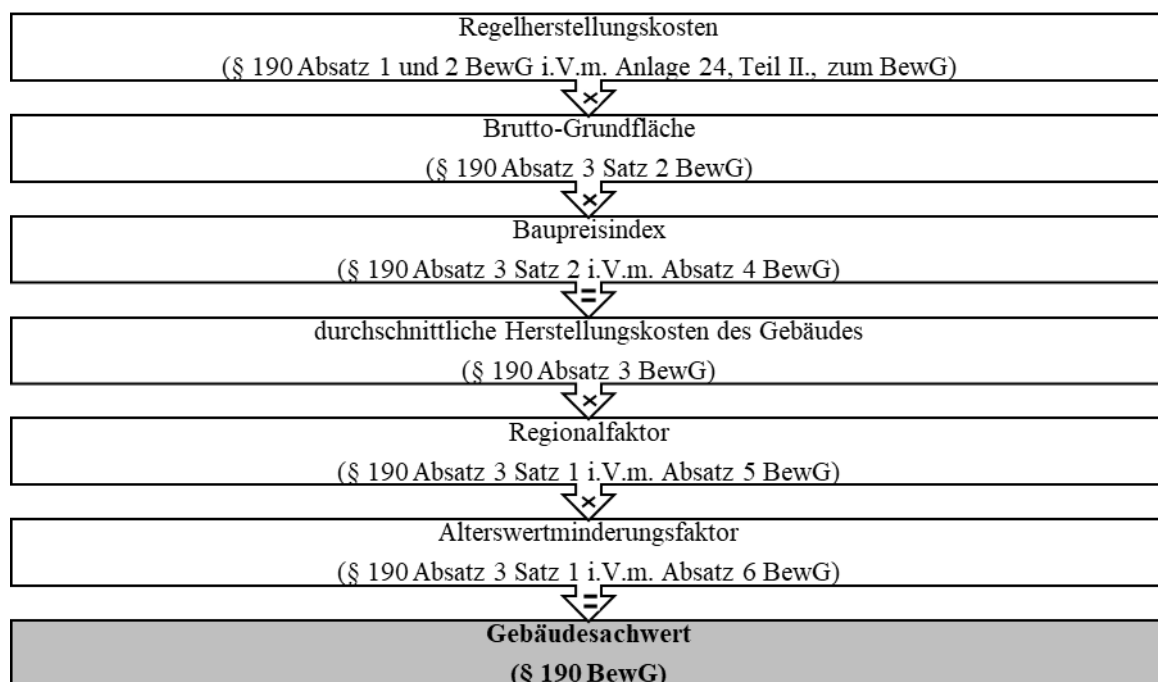 Regelherstellungskosten
(§ 190 Absatz 1 und 2 BewG i.V.m. Anlage 24, Teil II., zum BewG)
×
Brutto-Grundfläche
(§ 190 Absatz 3 Satz 2 BewG)
×
Baupreisindex
(§ 190 Absatz 3 Satz 2 i.V.m. Absatz 4 BewG)
=
durchschnittliche Herstellungskosten des Gebäudes
(§ 190 Absatz 3 BewG)
×
Regionalfaktor
(§ 190 Absatz 3 Satz 1 i.V.m. Absatz 5 BewG)
×
Alterswertminderungsfaktor
(§ 190 Absatz 3 Satz 1 i.V.m. Absatz 6 BewG)
=
Gebäudesachwert
(§ 190 BewG)